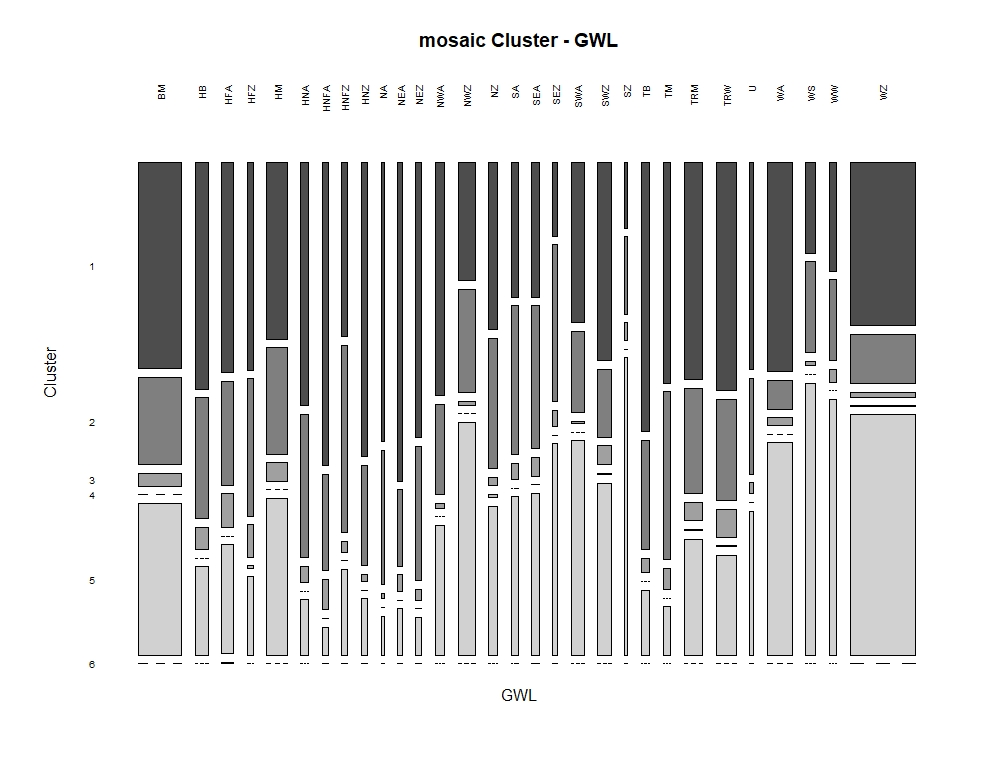 mosaic Cluster - GWL
BM HB HFA HFZ HM HNA HNFA HNFZ HNZ NA NEA NEZ NWA NWZ NZ SA SEA SEZ SWA SWZ SZ TB TM TRM TRW U WA WS WW WZ
1
2
3
4
5
6
Cluster
GWL